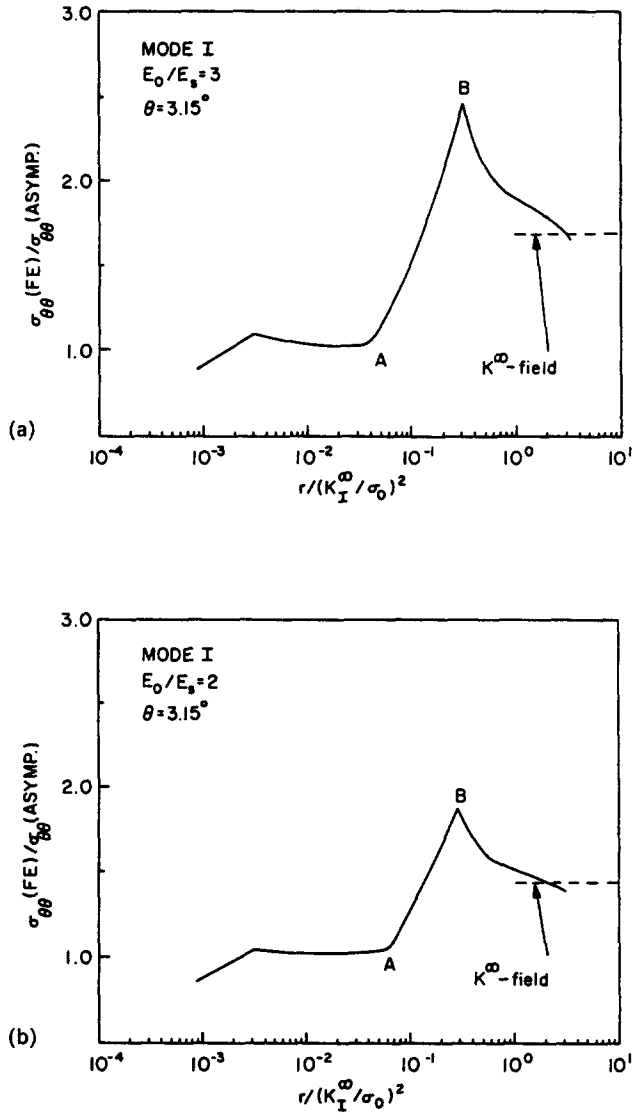 3.0
MODE I
E₀/Eₛ=3
θ=3.15°
B
2.0
σθθ(FE)/σθθ(ASYMP.)
1.0
A
K∞-field
(a)
10⁻⁴ 10⁻³ 10⁻² 10⁻¹ 10⁰ 10¹
r/(K_I^∞/σ₀)²
3.0
MODE I
E₀/Eₛ=2
θ=3.15°
2.0
B
σθθ(FE)/σθθ(ASYMP.)
1.0
A
K∞-field
(b)
10⁻⁴ 10⁻³ 10⁻² 10⁻¹ 10⁰ 10¹
r/(K_I^∞/σ₀)²